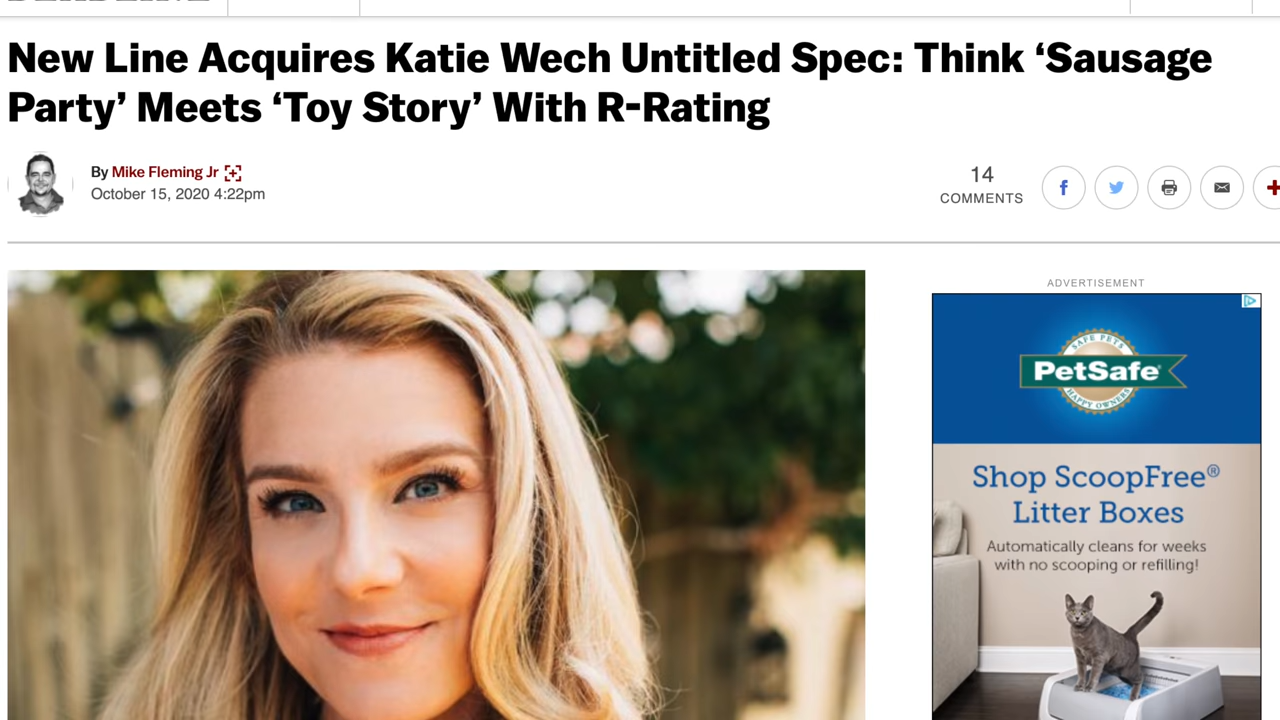 New Line Acquires Katie Wech Untitled Spec: Think ‘Sausage
Party’ Meets ‘Toy Story’ With R-Rating
By Mike Fleming Jr
October 15, 2020 4:22pm
14
COMMENTS
ADVERTISEMENT
SAFE PETS
PetSafe®
HAPPY OWNERS
Shop ScoopFree®
Litter Boxes
Automatically cleans for weeks
with no scooping or refilling!